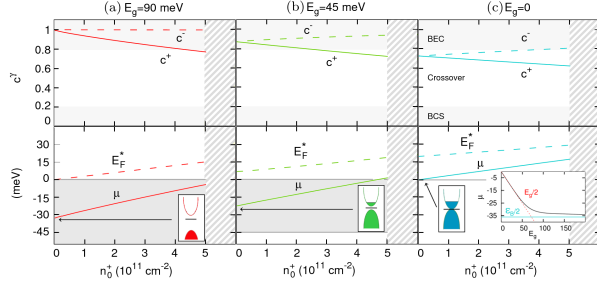 (a) E_g=90 meV
(b) E_g=45 meV
(c) E_g=0
c^γ
1
0.8
0.6
0.4
0.2
0
c^-
c^+
c^-
c^+
BEC
c^-
c^+
Crossover
BCS
(meV)
30
15
0
-15
-30
-45
E_F^*
μ
E_F^*
μ
E_F^*
μ
μ
-5
-15
-25
-35
E_g/2
E_g/2
0
50
100
150
E_g
0 1 2 3 4 5
0 1 2 3 4 5
0 1 2 3 4 5
n_0^+ (10^11 cm^-2)
n_0^+ (10^11 cm^-2)
n_0^+ (10^11 cm^-2)